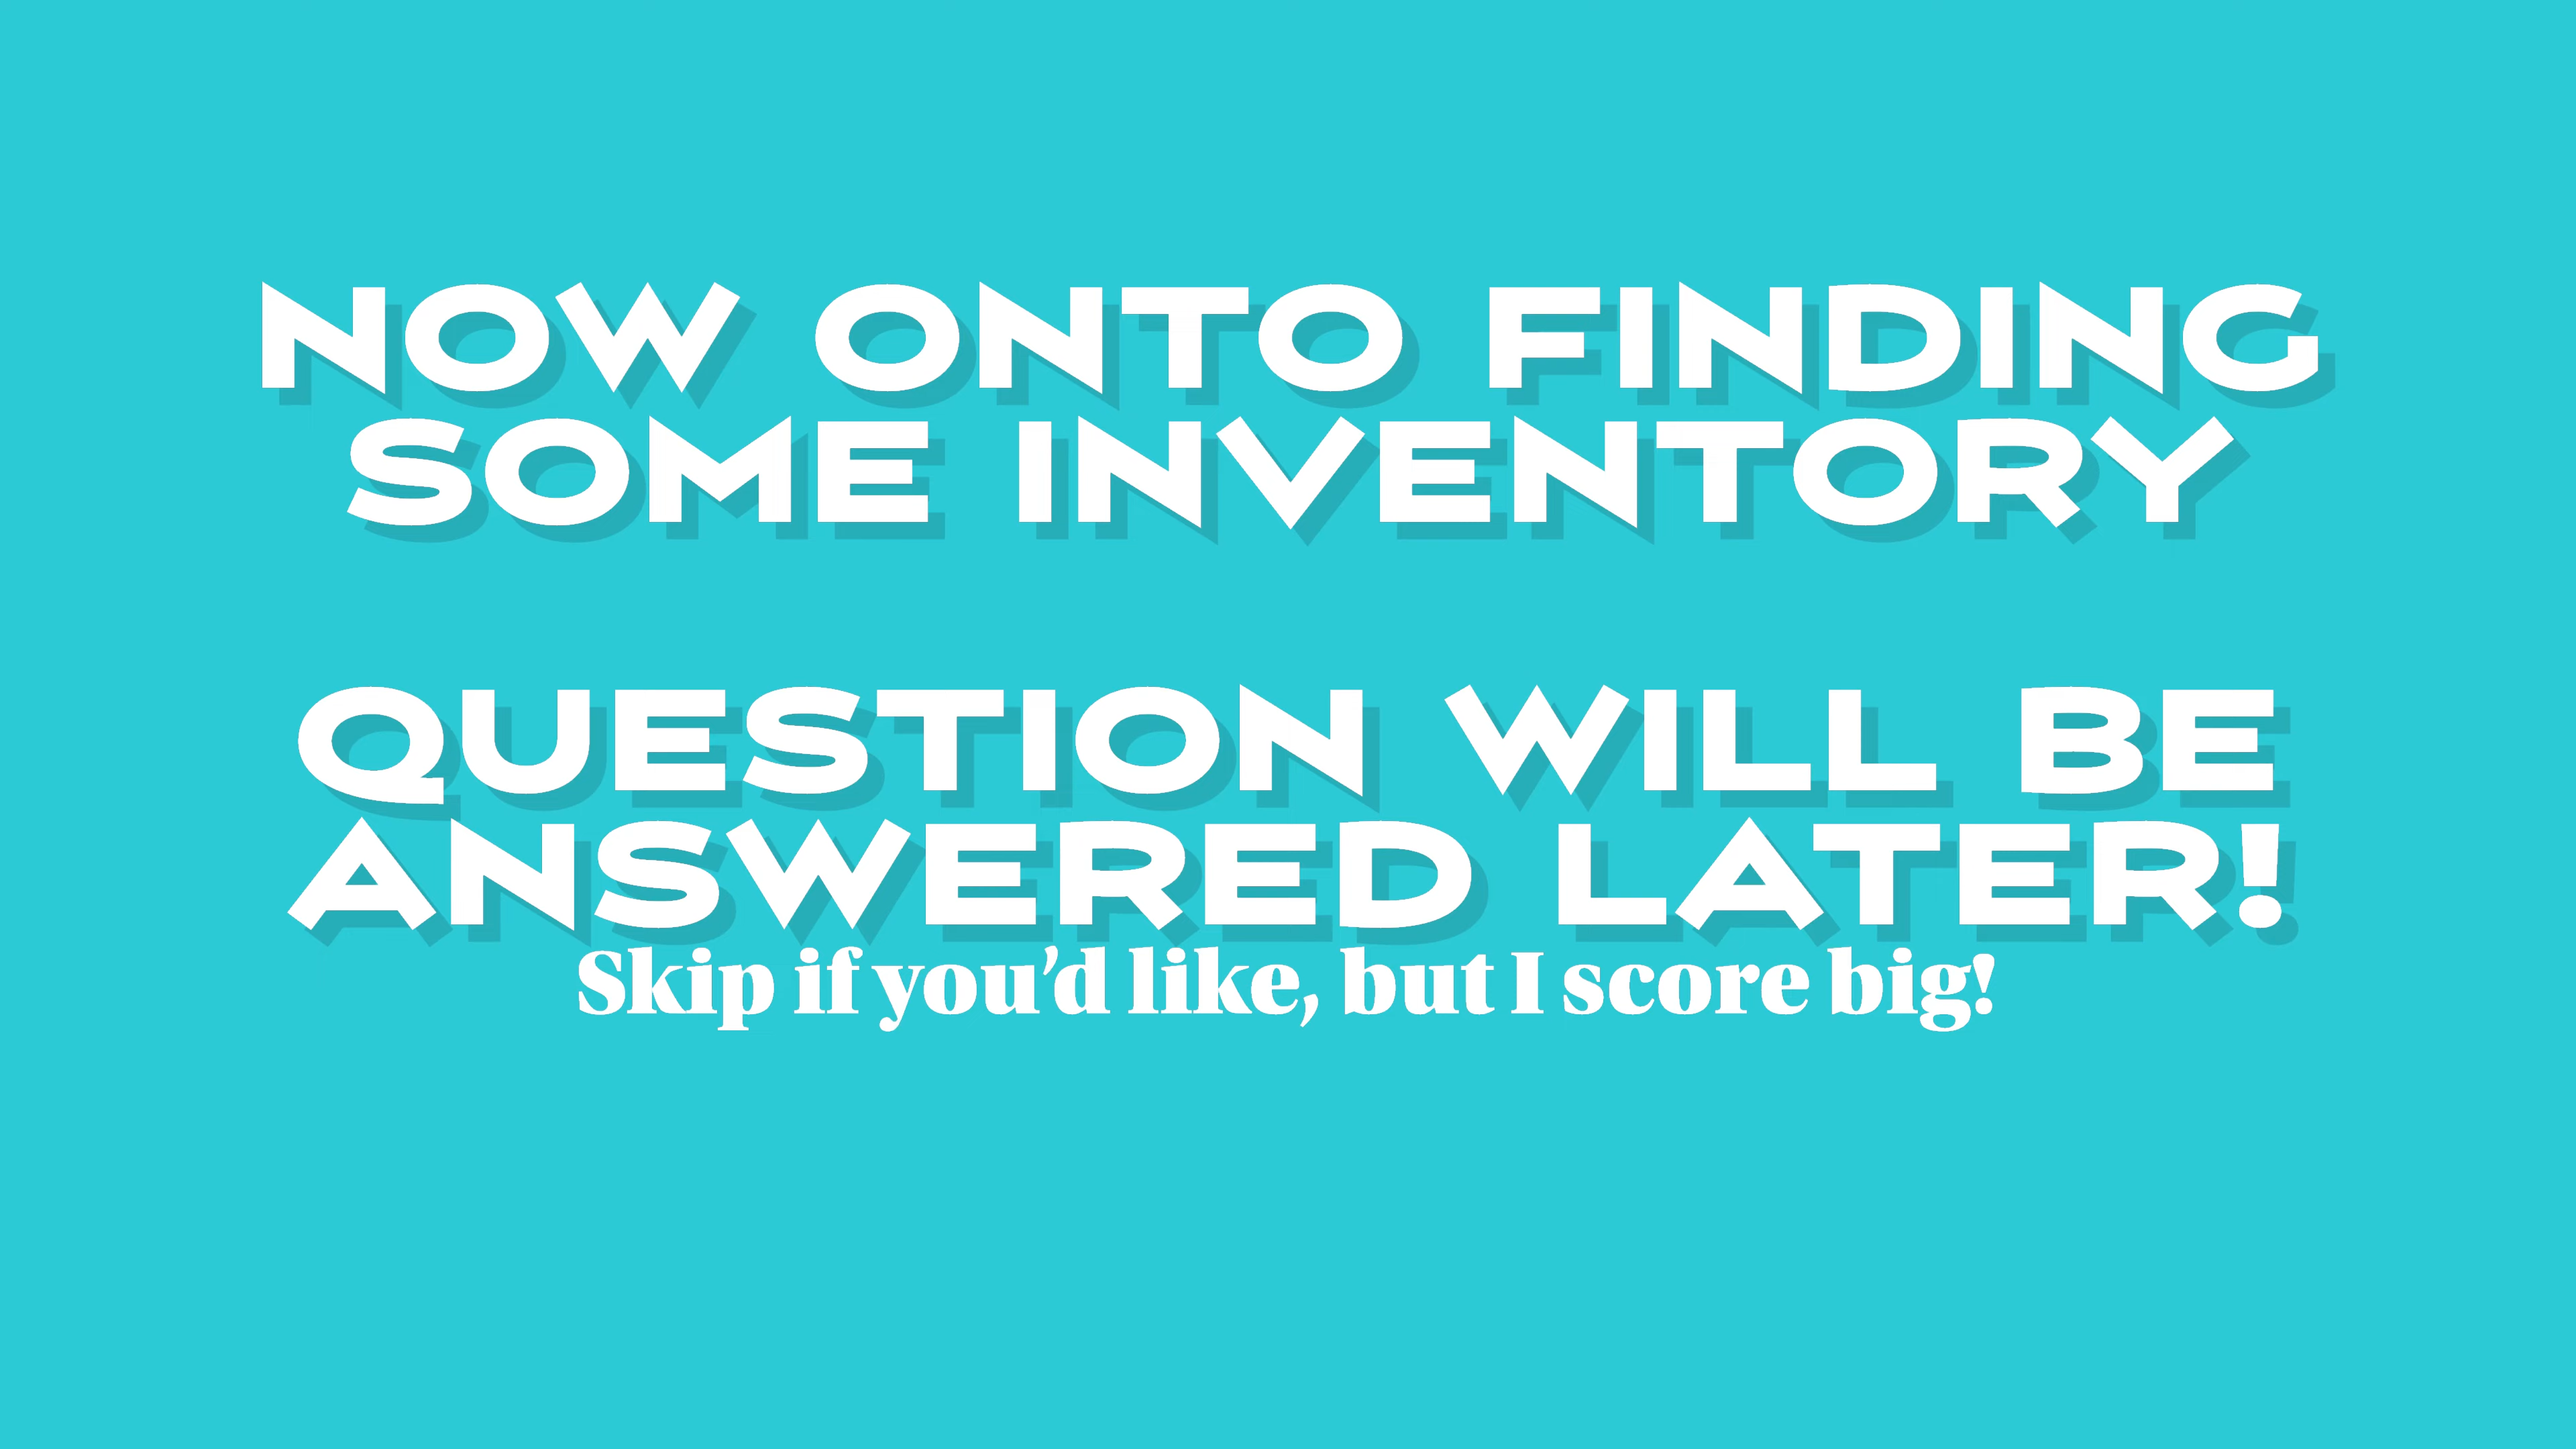 NOW ONTO FINDING
SOME INVENTORY
QUESTION WILL BE
ANSWERED LATER!
Skip if you’d like, but I score big!